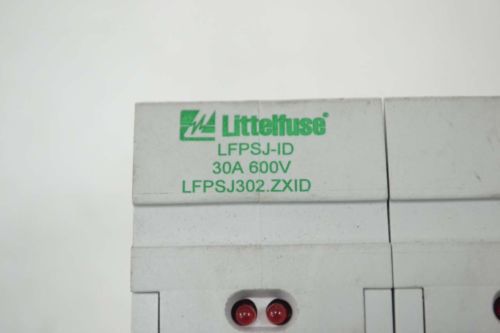 Littelfuse®
LFPSJ-ID
30A 600V
LFPSJ302.ZXID